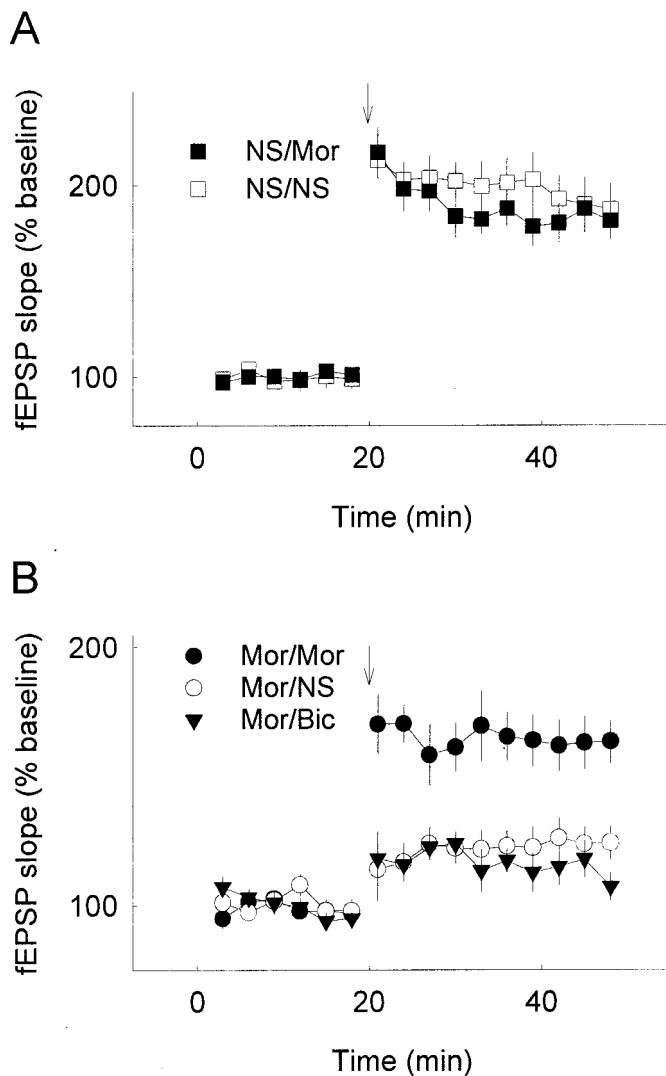 A
fEPSP slope (% baseline)
200
100
NS/Mor
NS/NS
0
20
40
Time (min)
B
fEPSP slope (% baseline)
200
100
Mor/Mor
Mor/NS
Mor/Bic
0
20
40
Time (min)